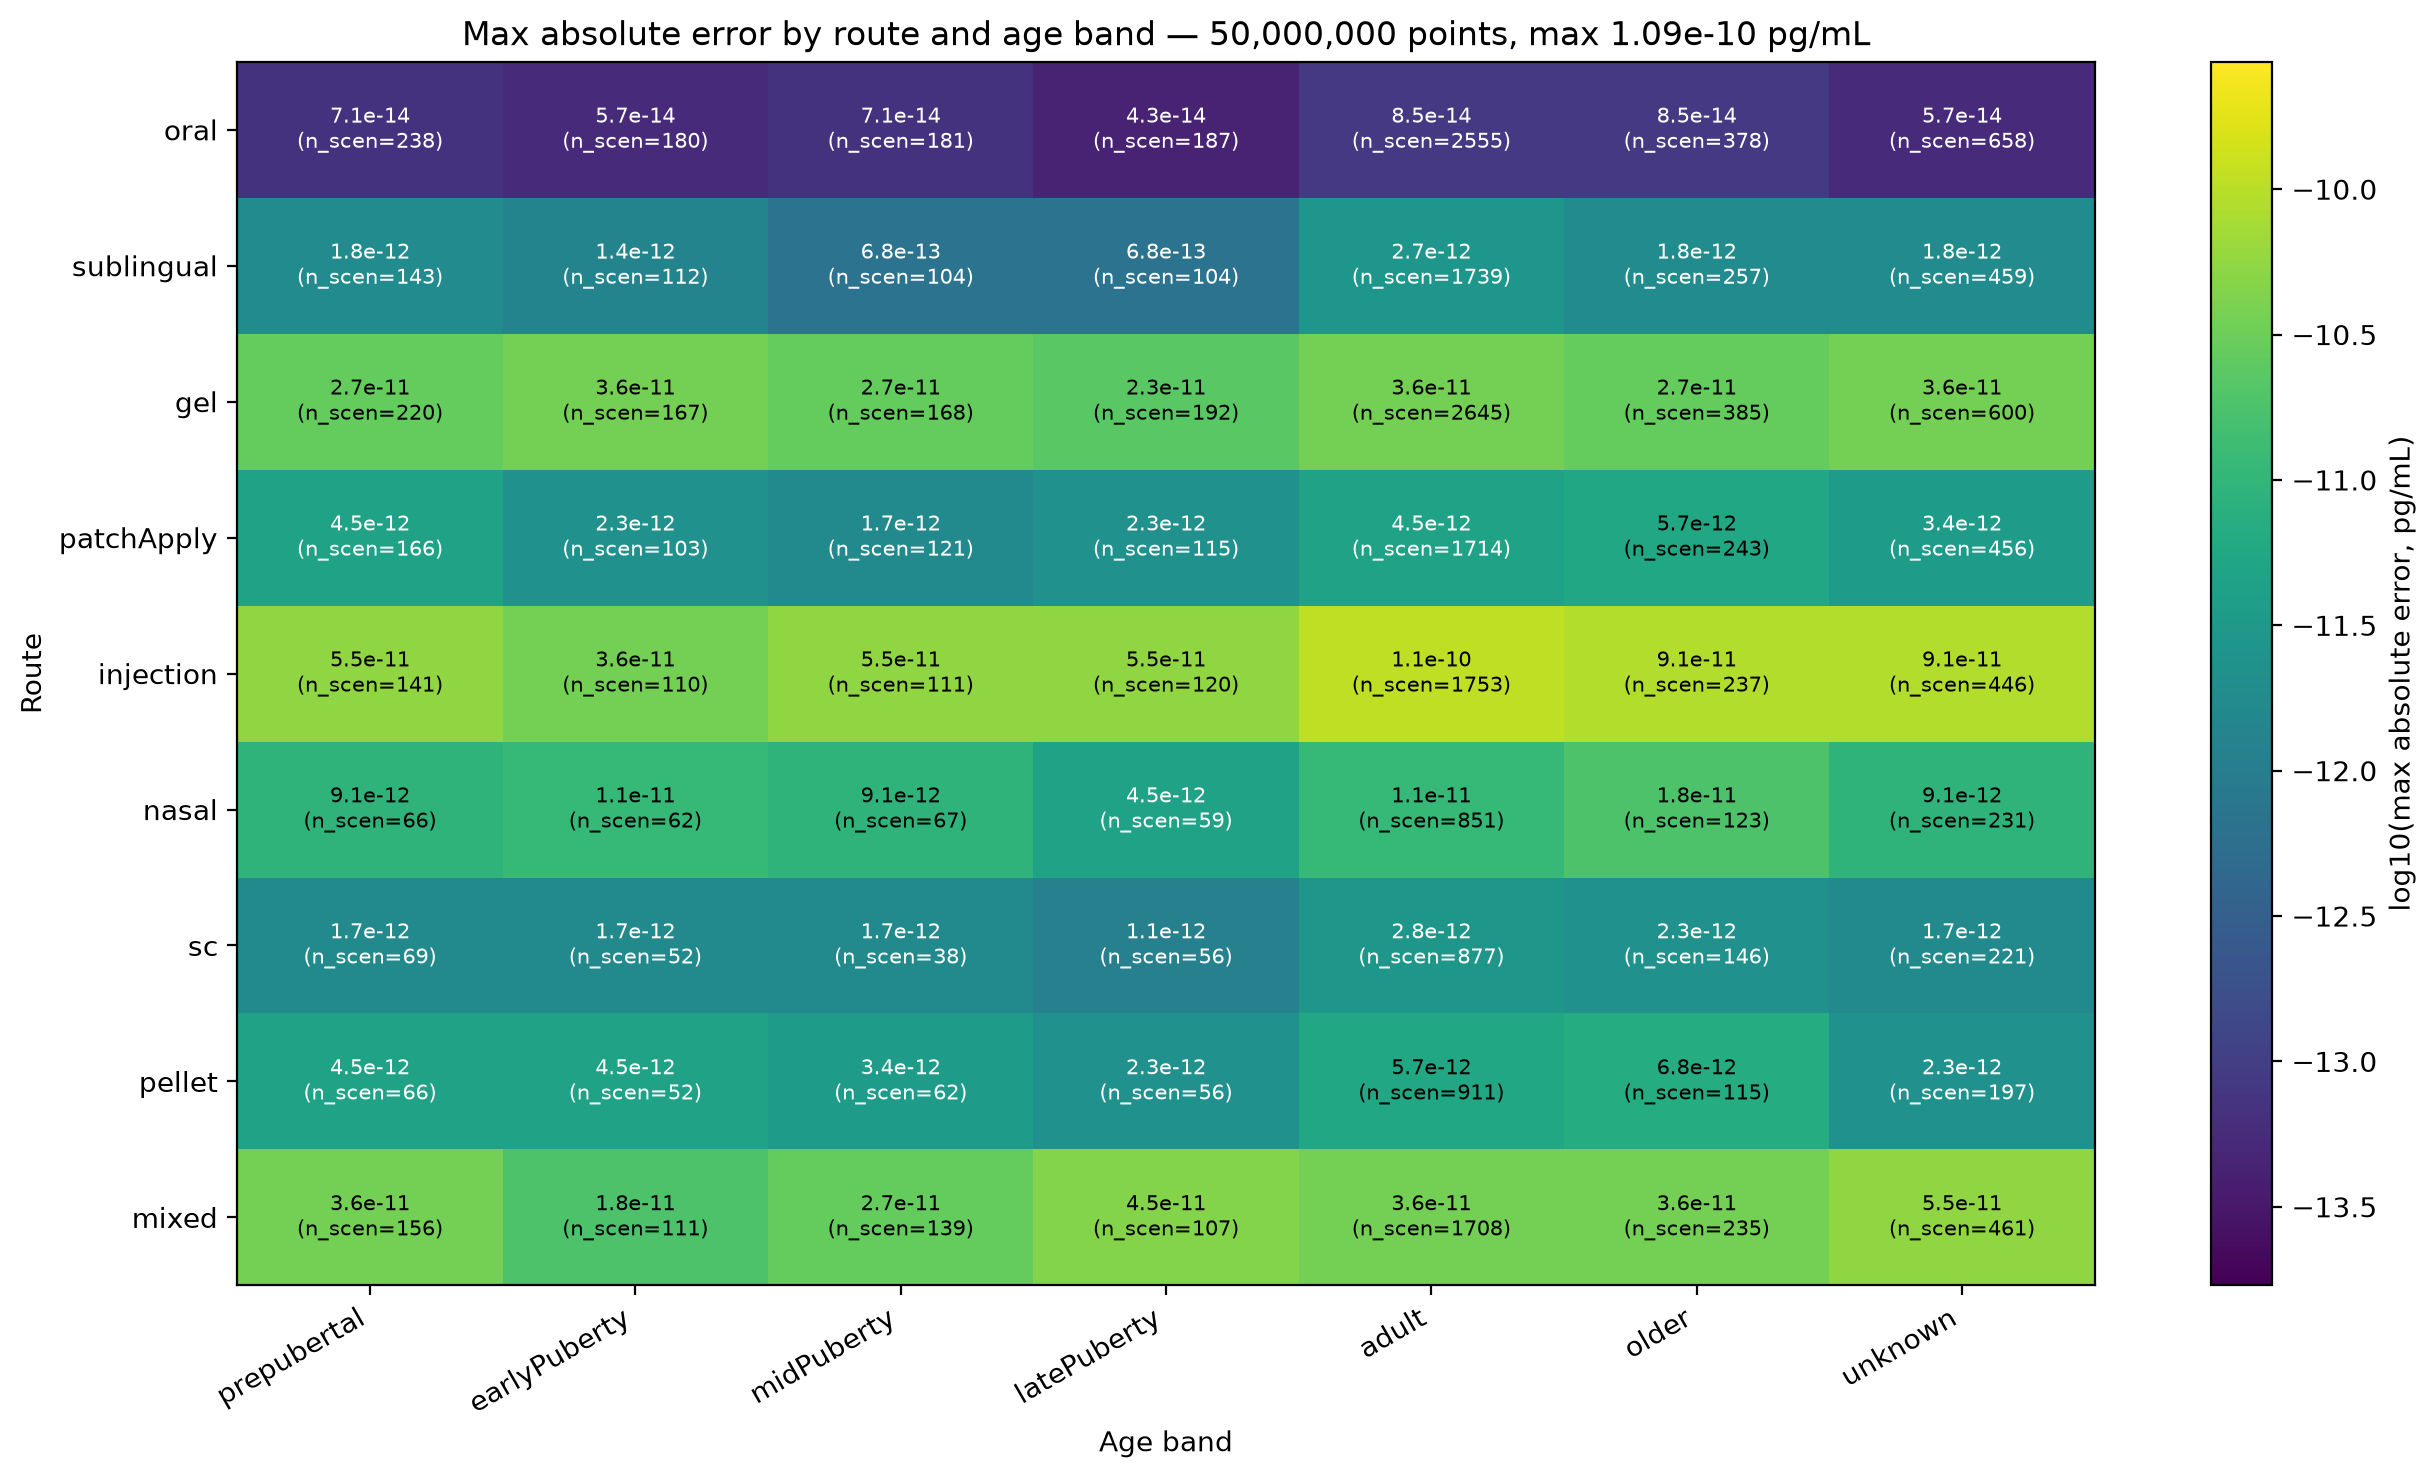 Max absolute error by route and age band — 50,000,000 points, max 1.09e-10 pg/mL
oral
7.1e-14
(n_scen=238)
5.7e-14
(n_scen=180)
7.1e-14
(n_scen=181)
4.3e-14
(n_scen=187)
8.5e-14
(n_scen=2555)
8.5e-14
(n_scen=378)
5.7e-14
(n_scen=658)
sublingual
1.8e-12
(n_scen=143)
1.4e-12
(n_scen=112)
6.8e-13
(n_scen=104)
6.8e-13
(n_scen=104)
2.7e-12
(n_scen=1739)
1.8e-12
(n_scen=257)
1.8e-12
(n_scen=459)
gel
2.7e-11
(n_scen=220)
3.6e-11
(n_scen=167)
2.7e-11
(n_scen=168)
2.3e-11
(n_scen=192)
3.6e-11
(n_scen=2645)
2.7e-11
(n_scen=385)
3.6e-11
(n_scen=600)
patchApply
4.5e-12
(n_scen=166)
2.3e-12
(n_scen=103)
1.7e-12
(n_scen=121)
2.3e-12
(n_scen=115)
4.5e-12
(n_scen=1714)
5.7e-12
(n_scen=243)
3.4e-12
(n_scen=456)
injection
5.5e-11
(n_scen=141)
3.6e-11
(n_scen=110)
5.5e-11
(n_scen=111)
5.5e-11
(n_scen=120)
1.1e-10
(n_scen=1753)
9.1e-11
(n_scen=237)
9.1e-11
(n_scen=446)
nasal
9.1e-12
(n_scen=66)
1.1e-11
(n_scen=62)
9.1e-12
(n_scen=67)
4.5e-12
(n_scen=59)
1.1e-11
(n_scen=851)
1.8e-11
(n_scen=123)
9.1e-12
(n_scen=231)
sc
1.7e-12
(n_scen=69)
1.7e-12
(n_scen=52)
1.7e-12
(n_scen=38)
1.1e-12
(n_scen=56)
2.8e-12
(n_scen=877)
2.3e-12
(n_scen=146)
1.7e-12
(n_scen=221)
pellet
4.5e-12
(n_scen=66)
4.5e-12
(n_scen=52)
3.4e-12
(n_scen=62)
2.3e-12
(n_scen=56)
5.7e-12
(n_scen=911)
6.8e-12
(n_scen=115)
2.3e-12
(n_scen=197)
mixed
3.6e-11
(n_scen=156)
1.8e-11
(n_scen=111)
2.7e-11
(n_scen=139)
4.5e-11
(n_scen=107)
3.6e-11
(n_scen=1708)
3.6e-11
(n_scen=235)
5.5e-11
(n_scen=461)
Route
prepubertal
earlyPuberty
midPuberty
latePuberty
adult
older
unknown
Age band
−10.0
−10.5
−11.0
−11.5
−12.0
−12.5
−13.0
−13.5
log10(max absolute error, pg/mL)